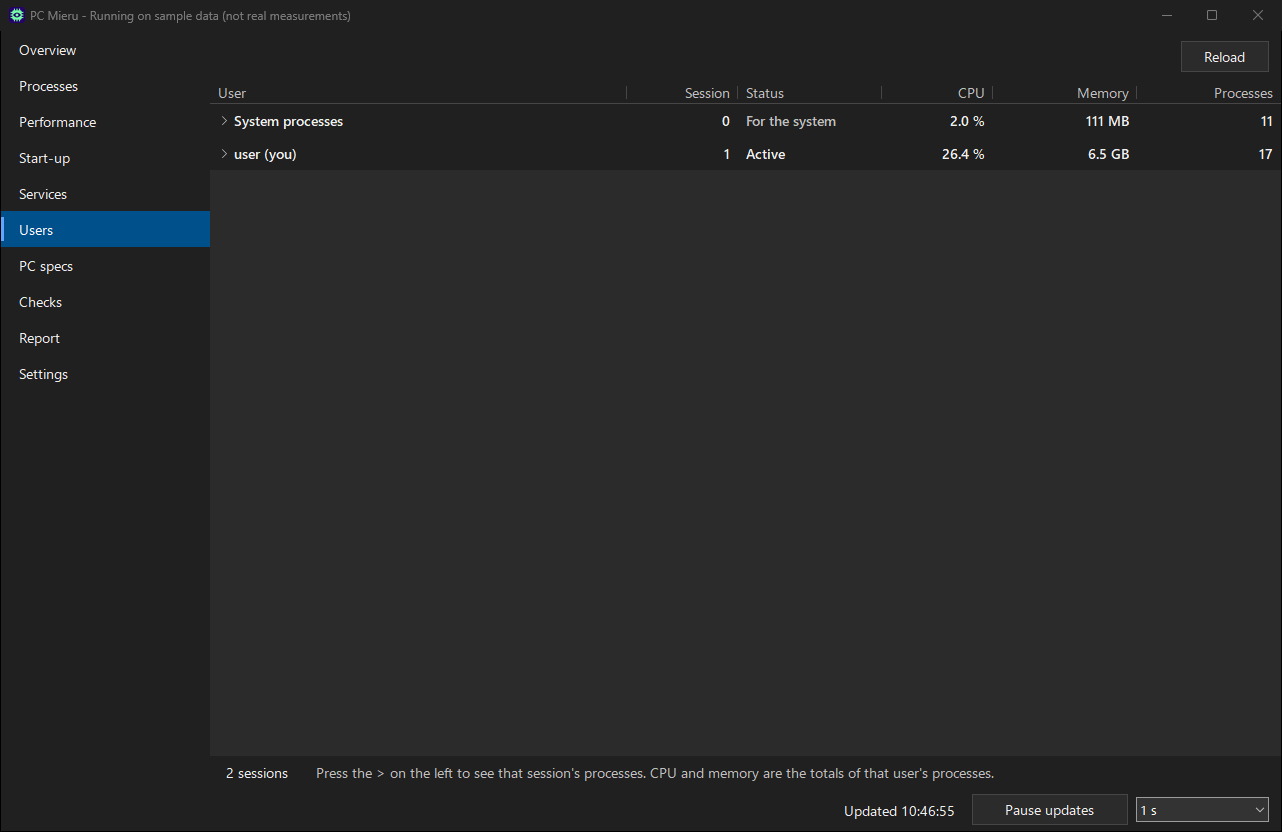 PC Mieru - Running on sample data (not real measurements)
Overview
Processes
Performance
Start-up
Services
Users
PC specs
Checks
Report
Settings
Reload
User Session Status CPU Memory Processes
> System processes 0 For the system 2.0 % 111 MB 11
> user (you) 1 Active 26.4 % 6.5 GB 17
2 sessions Press the > on the left to see that session's processes. CPU and memory are the totals of that user's processes.
Updated 10:46:55 Pause updates 1 s